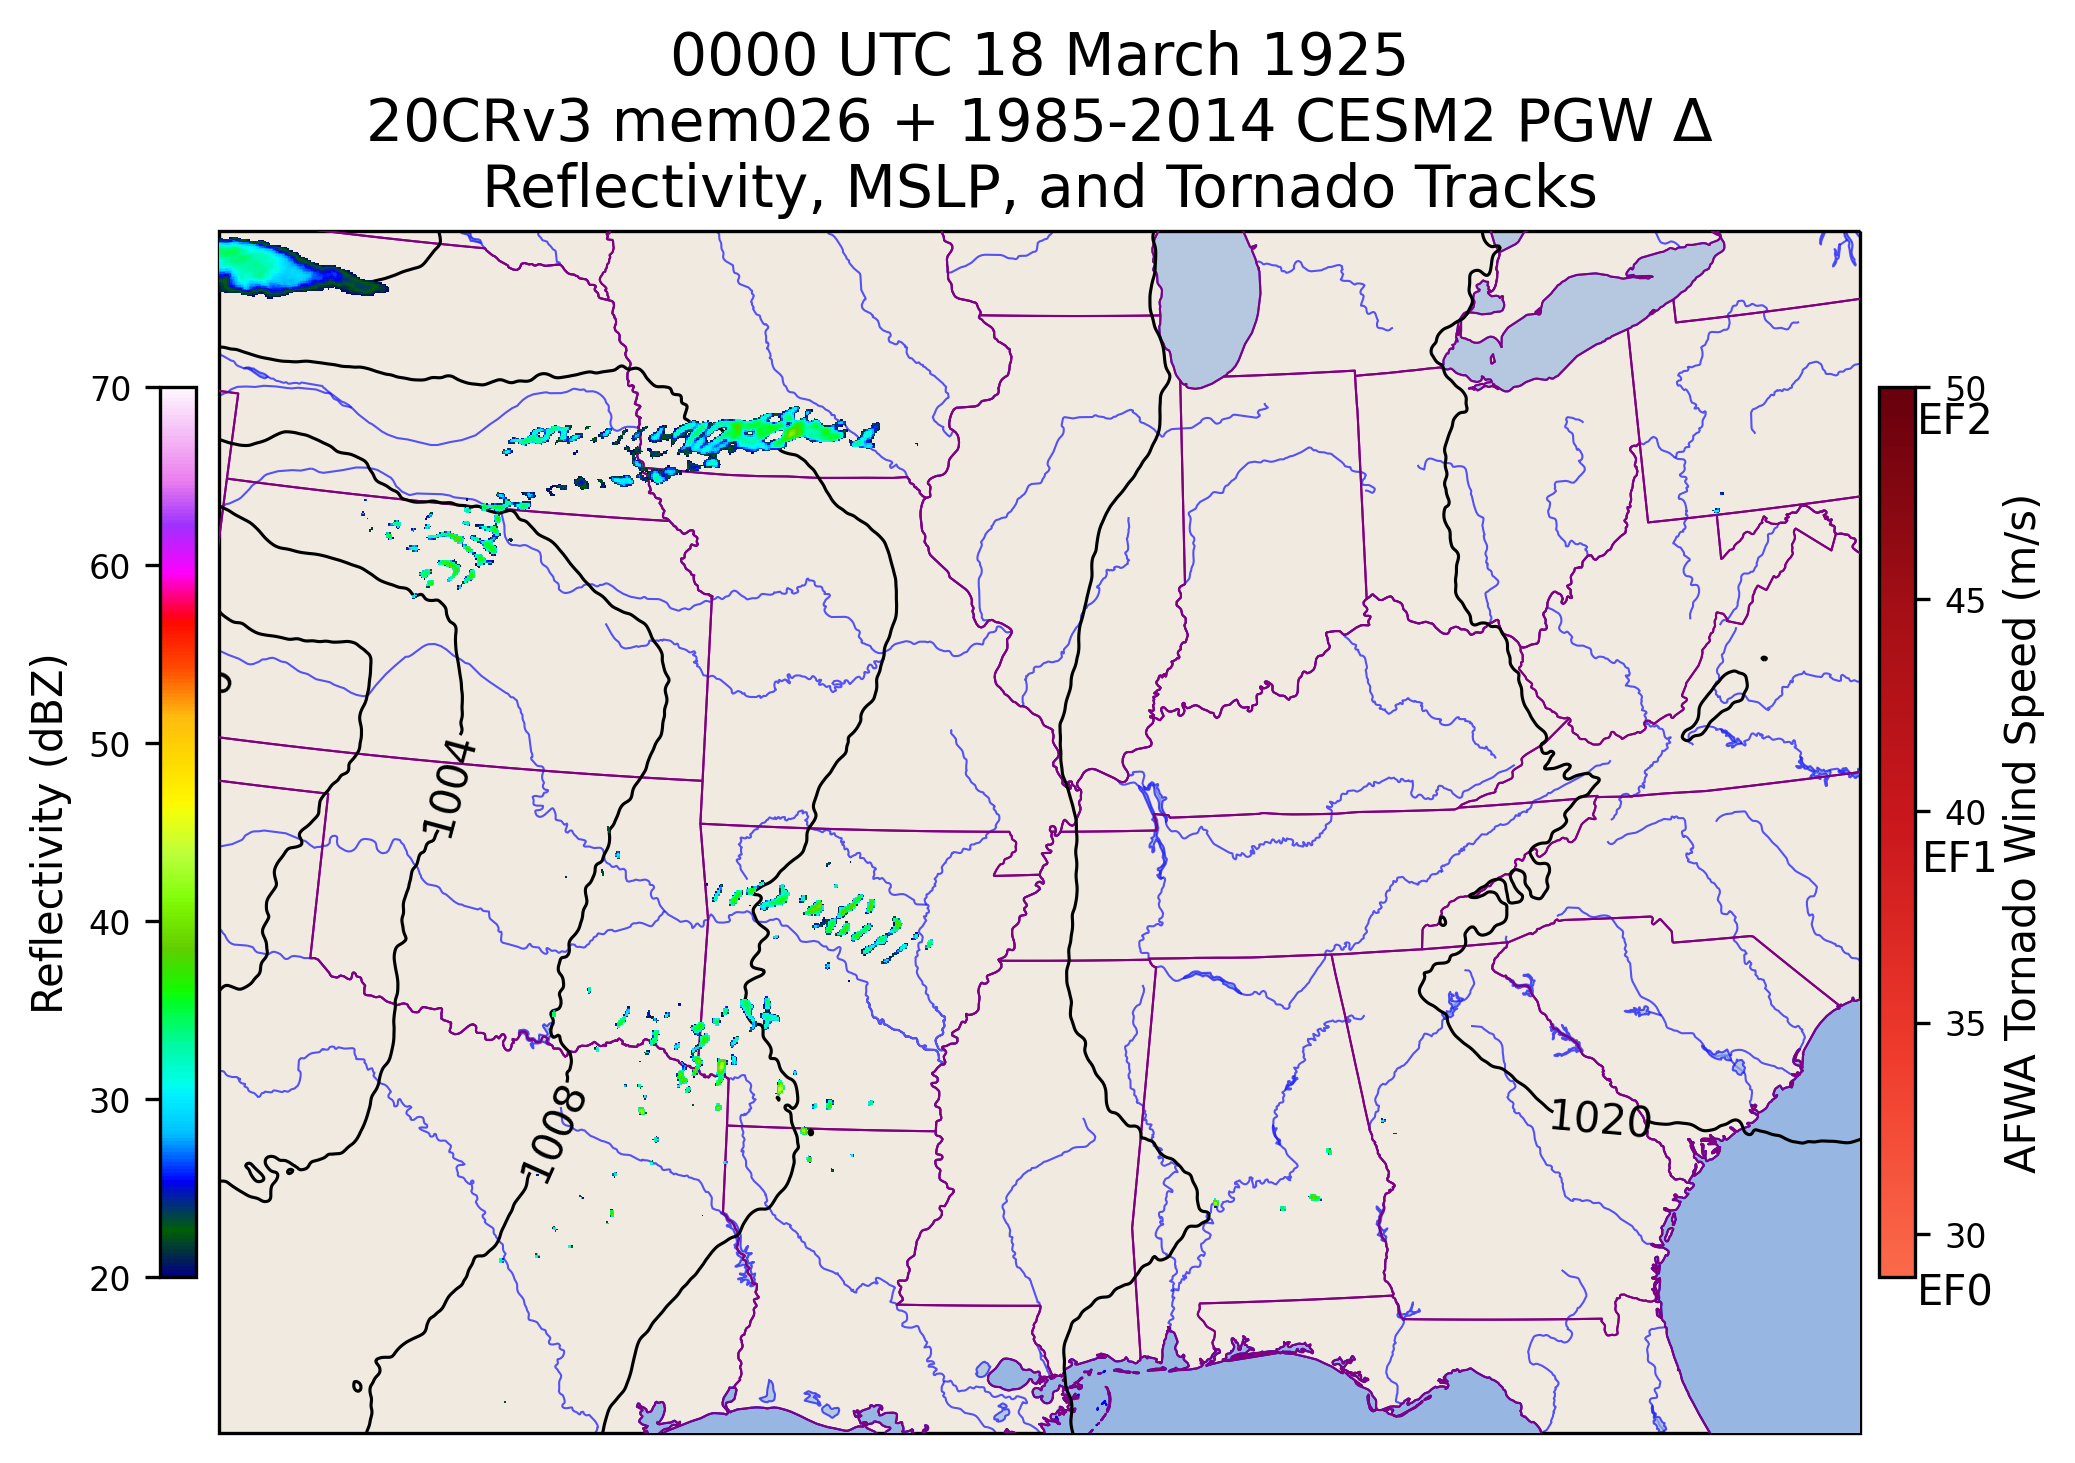 0000 UTC 18 March 1925
20CRv3 mem026 + 1985-2014 CESM2 PGW Δ
Reflectivity, MSLP, and Tornado Tracks
70
60
50
40
30
20
Reflectivity (dBZ)
1004
1008
1020
50
EF2
45
40
EF1
35
30
EF0
AFWA Tornado Wind Speed (m/s)